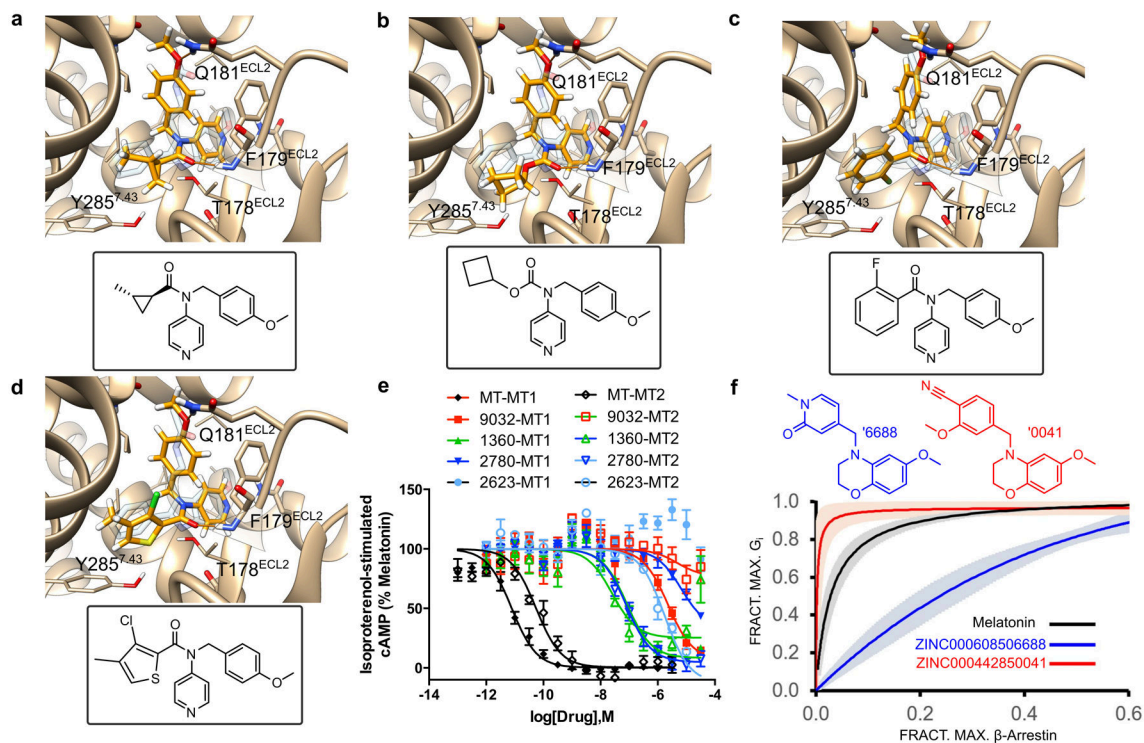 a
Q181ECL2
F179ECL2
Y2857.43
T178ECL2
O
N
O
N
b
Q181ECL2
F179ECL2
Y2857.43
T178ECL2
O
O
N
O
N
c
Q181ECL2
F179ECL2
Y2857.43
T178ECL2
F
O
N
O
N
d
Q181ECL2
F179ECL2
Y2857.43
T178ECL2
Cl
O
Me
S
N
O
N
e
MT-MT1 MT-MT2
9032-MT1 9032-MT2
1360-MT1 1360-MT2
2780-MT1 2780-MT2
2623-MT1 2623-MT2
Isoproterenol-stimulated
cAMP (% Melatonin)
150
100
50
0
-14 -12 -10 -8 -6 -4
log[Drug],M
f
N
O
'6688
N
O
O
N
O
'0041
N
O
O
FRACT. MAX. Gi
1.0
0.8
0.6
0.4
0.2
0.0
Melatonin
ZINC000608506688
ZINC000442850041
0.0 0.2 0.4 0.6
FRACT. MAX. β-Arrestin